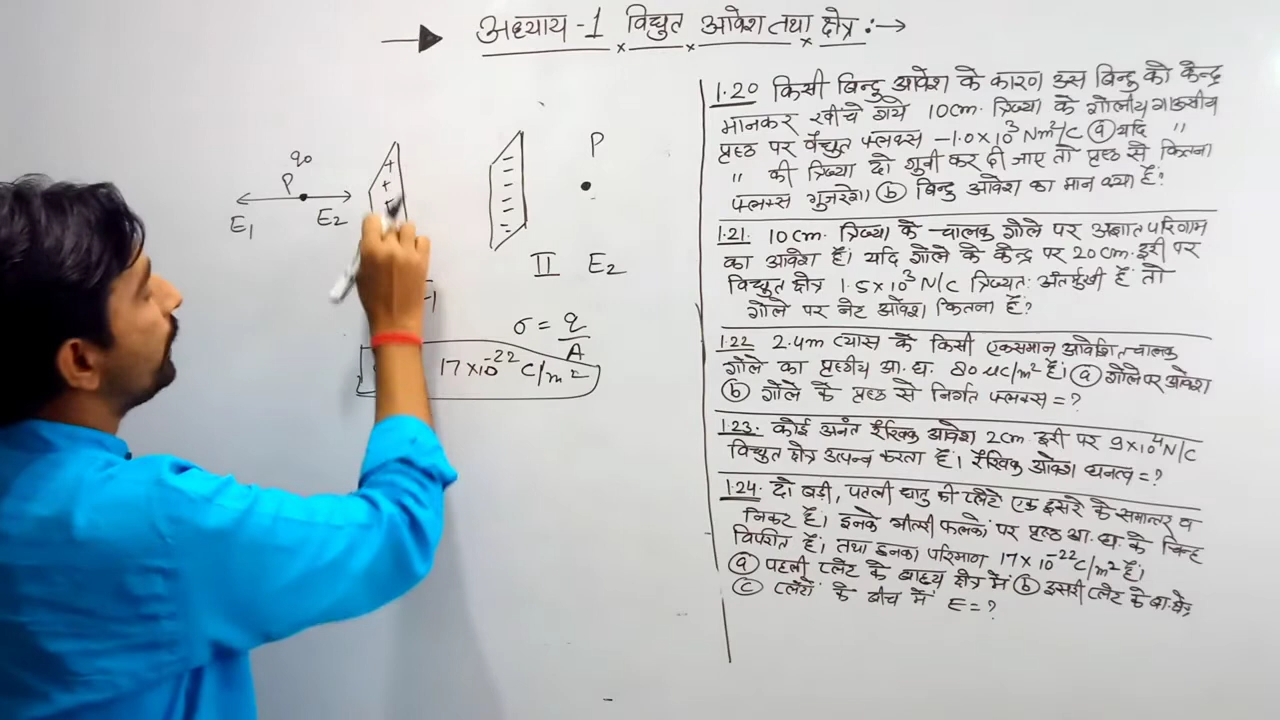 अध्याय -1 विद्युत आवेश तथा क्षेत्र :→
q₀
P
E₁ E₂
P
II E₂
σ = q/A
17×10⁻²² C/m²
1.20 किसी बिन्दु आवेश के कारण उस बिन्दु को केन्द्र
मानकर खींचे गये 10cm. त्रिज्या के गोलीय गाऊसीय
पृष्ठ पर वैद्युत फ्लक्स -1.0×10³ Nm²/C (a) यदि "
" की त्रिज्या दो गुनी कर दी जाए तो पृष्ठ से कितना
फ्लक्स गुजरेगा (b) बिन्दु आवेश का मान क्या है?
1.21. 10cm. त्रिज्या के चालक गोले पर अज्ञात परिणाम
का आवेश है। यदि गोले के केन्द्र पर 20cm. दूरी पर
विद्युत क्षेत्र 1.5×10³ N/C त्रिज्यतः अंतर्मुखी है तो
गोले पर नेट आवेश कितना है?
1.22 2.4m व्यास के किसी एकसमान आवेशित चालक
गोले का पृष्ठीय आ.घ. 80 μC/m² है। (a) गोले पर आवेश
(b) गोले के पृष्ठ से निर्गत फ्लक्स = ?
1.23. कोई अनंत रैखिक आवेश 2cm दूरी पर 9×10⁴ N/C
विद्युत क्षेत्र उत्पन्न करता है। रैखिक आवेश घनत्व = ?
1.24. दो बड़ी, पतली धातु की प्लेटें एक दूसरे के समान्तर व
निकट हैं। इनके भीतरी फलकों पर पृष्ठ आ.घ. के चिन्ह
विपरीत हैं। तथा इनका परिमाण 17×10⁻²² C/m² है।
(a) पहली प्लेट के बाह्य क्षेत्र में (b) दूसरी प्लेट के बा. क्षेत्र
(c) प्लेटों के बीच में E = ?